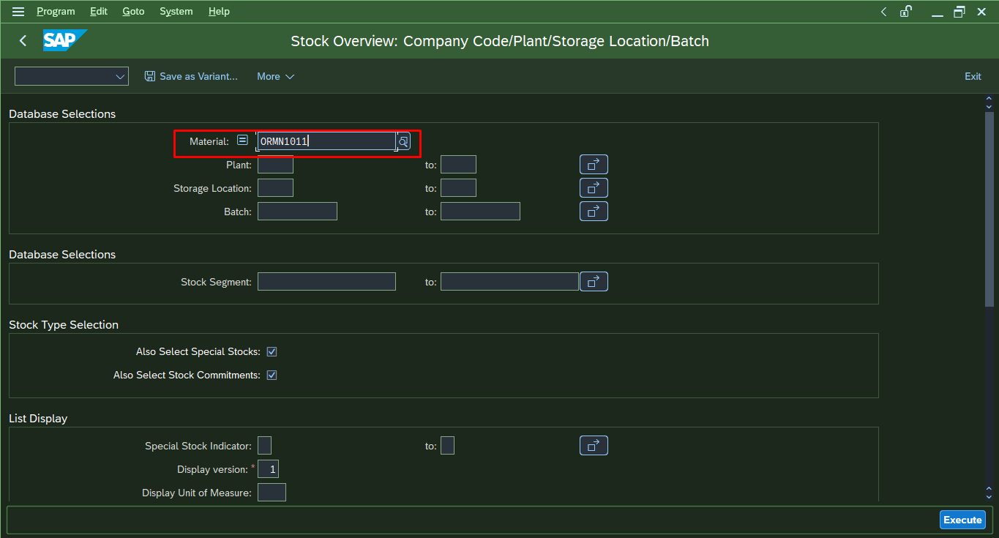 Program Edit Goto System Help
SAP Stock Overview: Company Code/Plant/Storage Location/Batch
Save as Variant... More Exit
Database Selections
Material: ORMN1011
Plant: to:
Storage Location: to:
Batch: to:
Database Selections
Stock Segment: to:
Stock Type Selection
Also Select Special Stocks:
Also Select Stock Commitments:
List Display
Special Stock Indicator: to:
Display version: * 1
Display Unit of Measure:
Execute